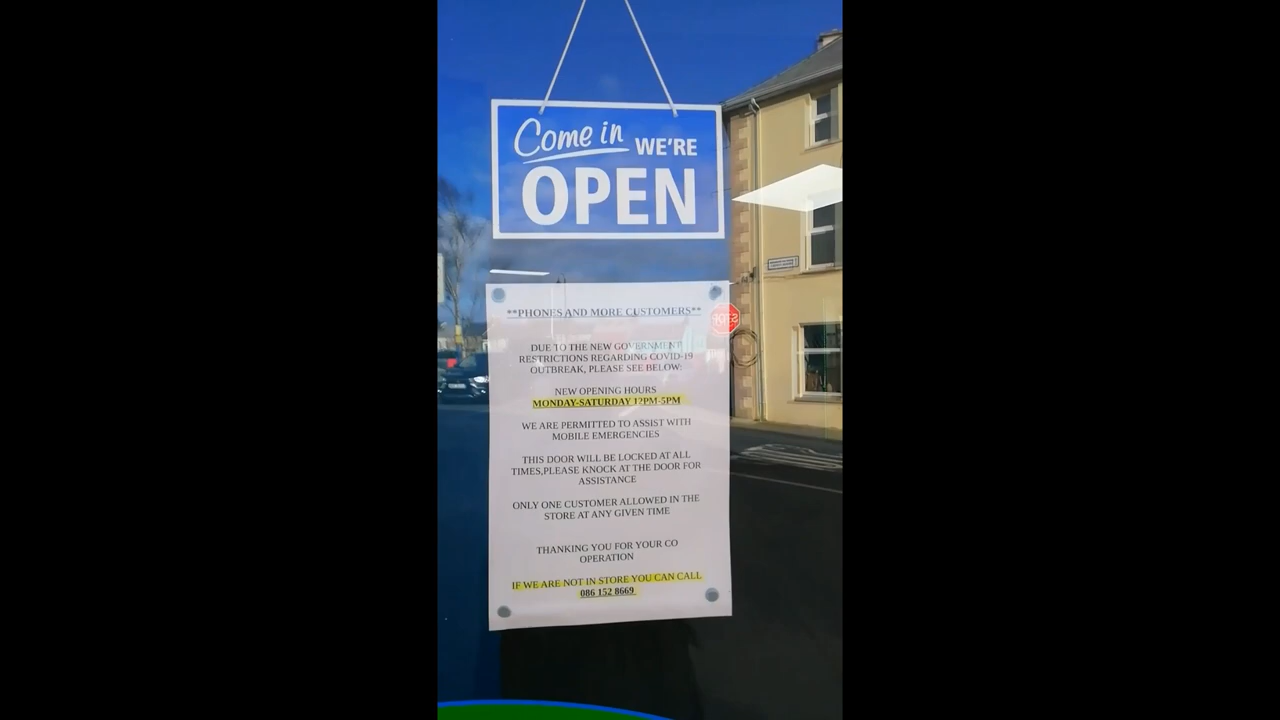 Come in WE'RE
OPEN
**PHONES AND MORE CUSTOMERS**
DUE TO THE NEW GOVERNMENT
RESTRICTIONS REGARDING COVID-19
OUTBREAK, PLEASE SEE BELOW:
NEW OPENING HOURS
MONDAY-SATURDAY 12PM-5PM
WE ARE PERMITTED TO ASSIST WITH
MOBILE EMERGENCIES
THIS DOOR WILL BE LOCKED AT ALL
TIMES,PLEASE KNOCK AT THE DOOR FOR
ASSISTANCE
ONLY ONE CUSTOMER ALLOWED IN THE
STORE AT ANY GIVEN TIME
THANKING YOU FOR YOUR CO
OPERATION
IF WE ARE NOT IN STORE YOU CAN CALL
086 152 8669